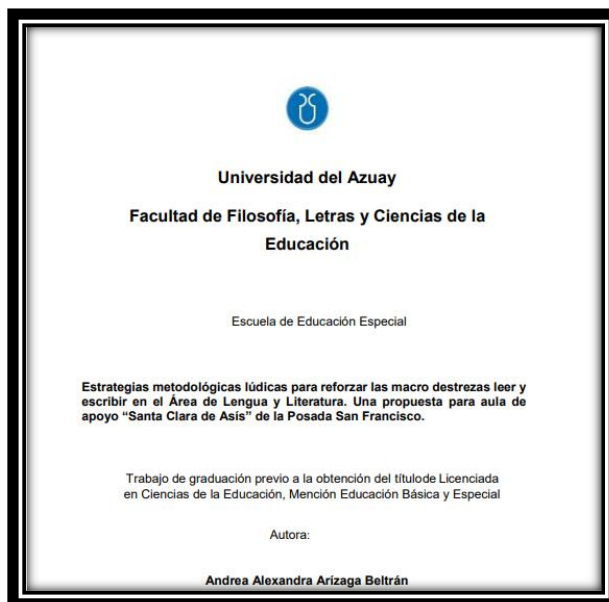 Universidad del Azuay
Facultad de Filosofía, Letras y Ciencias de la
Educación
Escuela de Educación Especial
Estrategias metodológicas lúdicas para reforzar las macro destrezas leer y
escribir en el Área de Lengua y Literatura. Una propuesta para aula de
apoyo “Santa Clara de Asís” de la Posada San Francisco.
Trabajo de graduación previo a la obtención del títulode Licenciada
en Ciencias de la Educación, Mención Educación Básica y Especial
Autora:
Andrea Alexandra Arízaga Beltrán